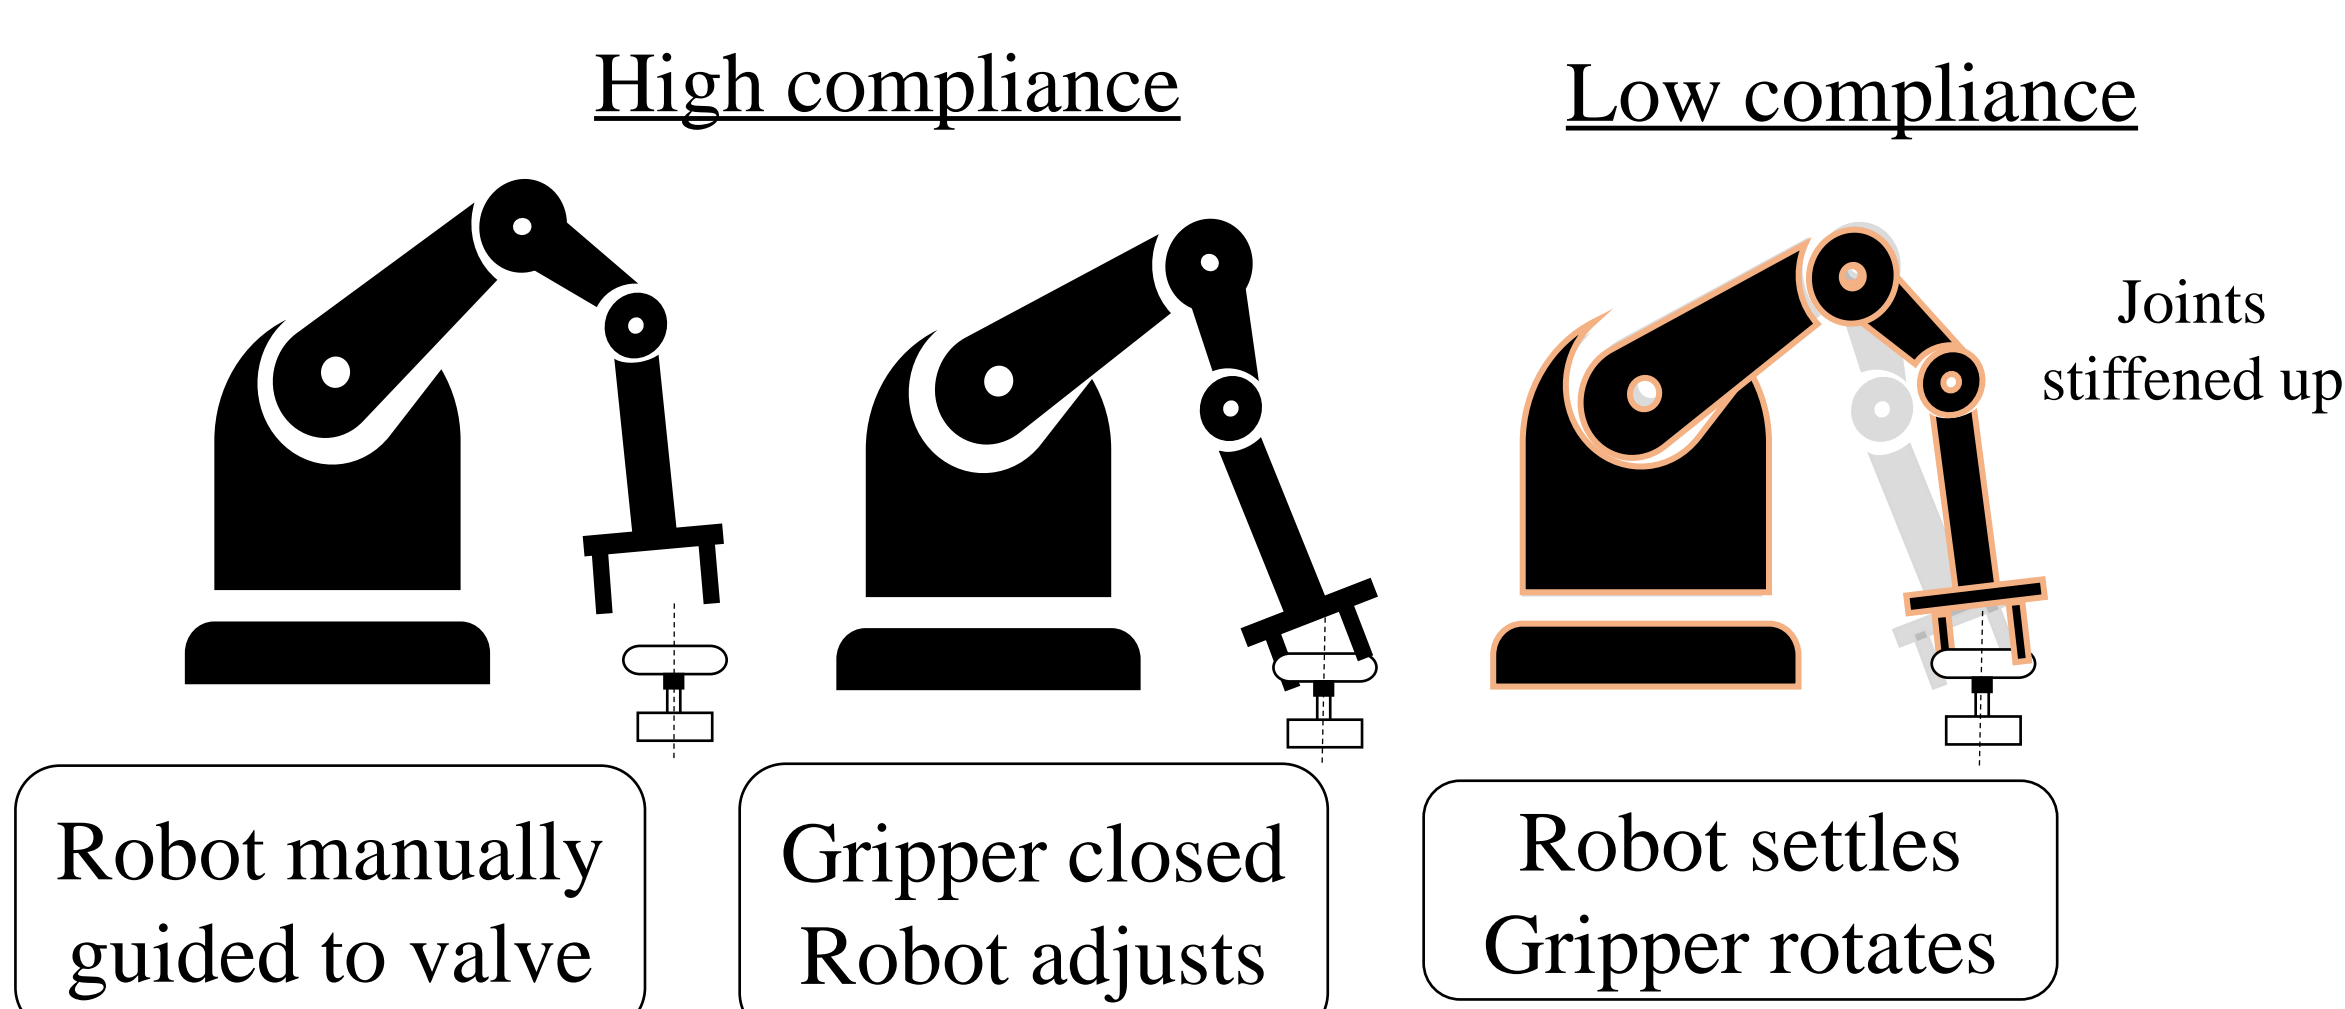 High compliance
Low compliance
Joints
stiffened up
Robot manually
guided to valve
Gripper closed
Robot adjusts
Robot settles
Gripper rotates